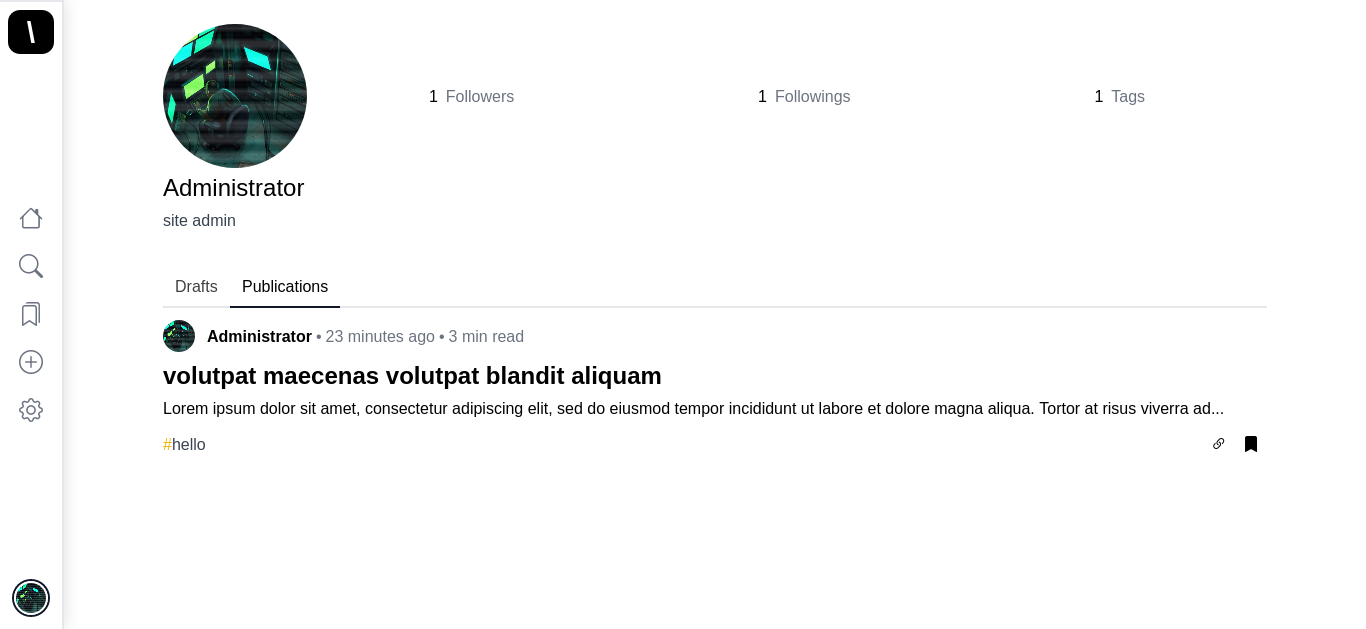 \
1 Followers
1 Followings
1 Tags
Administrator
site admin
Drafts
Publications
Administrator • 23 minutes ago • 3 min read
volutpat maecenas volutpat blandit aliquam
Lorem ipsum dolor sit amet, consectetur adipiscing elit, sed do eiusmod tempor incididunt ut labore et dolore magna aliqua. Tortor at risus viverra ad...
#hello